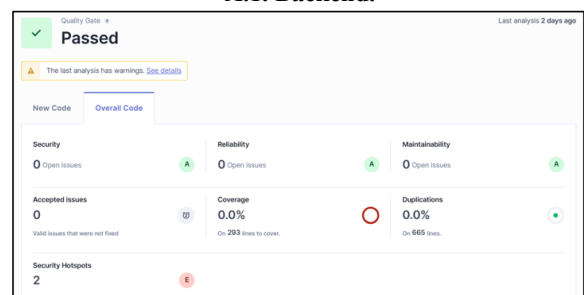 Quality Gate
Last analysis 2 days ago
Passed
The last analysis has warnings. See details
New Code Overall Code
Security Reliability Maintainability
0 Open issues A 0 Open issues A 0 Open issues A
Accepted issues Coverage Duplications
0 0.0% 0.0%
Valid issues that were not fixed On 293 lines to cover. On 665 lines.
Security Hotspots
2 E